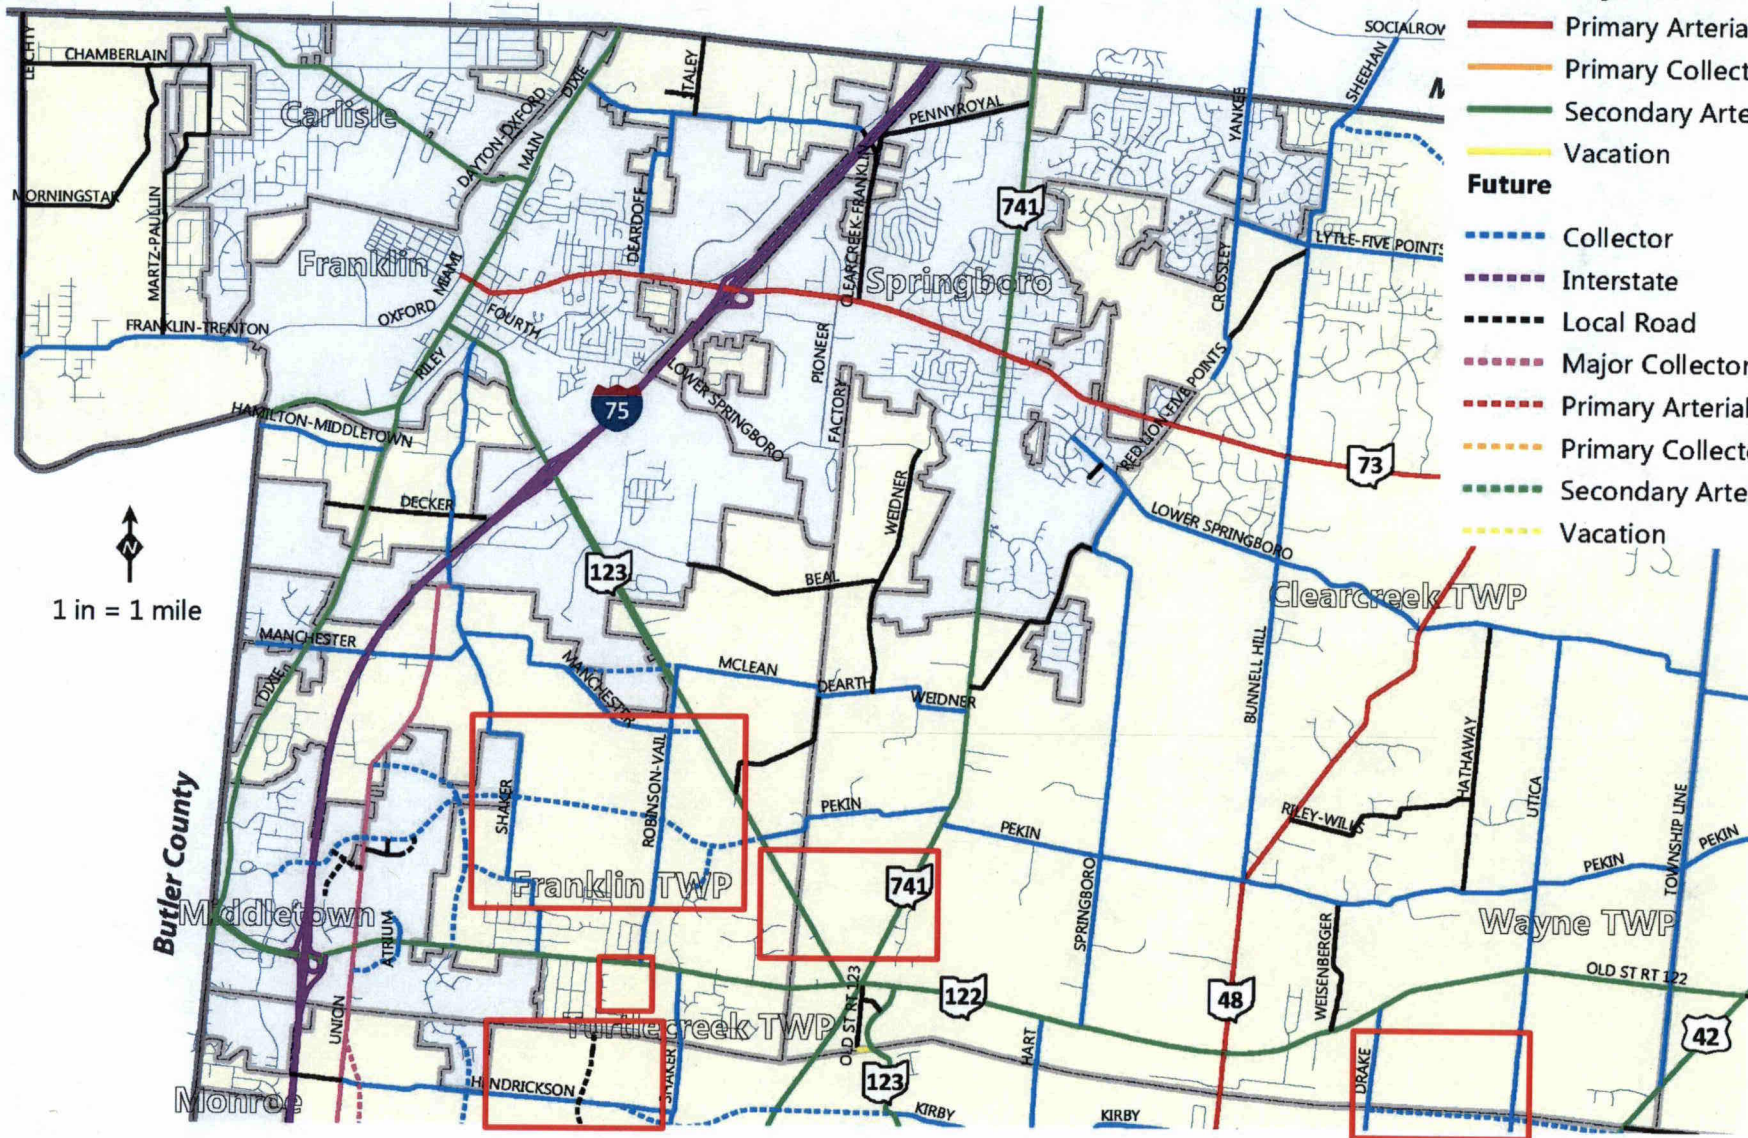 SOCIALROW
Primary Arteria
LEIGHTY
CHAMBERLAIN
STALEY
SHEEHAN
Primary Collect
DIXIE
YANKEE
PENNYROYAL
Secondary Arte
Carlisle
DAYTON-OXFORD
MAIN
Vacation
MORNINGSTAR
741
Future
MARTZ-PAULLIN
DEARDOFF
CLEARCREEK-FRANKLIN
LYTLE-FIVE POINTS
Collector
Franklin
MIAMI
Springboro
CROSSLEY
Interstate
FRANKLIN-TRENTON
OXFORD
FOURTH
Local Road
PIONEER
RILEY
LOWER SPRINGBORO
RED LION-FIVE POINTS
Major Collector
75
HAMILTON-MIDDLETOWN
FACTORY
Primary Arterial
73
Primary Collect
DECKER
WEIDNER
LOWER SPRINGBORO
Secondary Arte
N
Vacation
123
BEAL
1 in = 1 mile
Clearcreek TWP
MANCHESTER
DIXIE
MANCHESTER
MCLEAN
DEARTH
WEIDNER
BUNNELL HILL
HATHAWAY
SHAKER
ROBINSON-VAIL
PEKIN
PEKIN
RILEY-WILLS
UTICA
TOWNSHIP LINE
PEKIN
PEKIN
Butler County
Franklin TWP
741
SPRINGBORO
Middletown
ATRIUM
WEISENBERGER
Wayne TWP
OLD ST RT 122
122
48
OLD ST RT 123
UNION
Turtlecreek TWP
HART
42
SHAKER
DRAKE
Monroe
HENDRICKSON
123
KIRBY
KIRBY